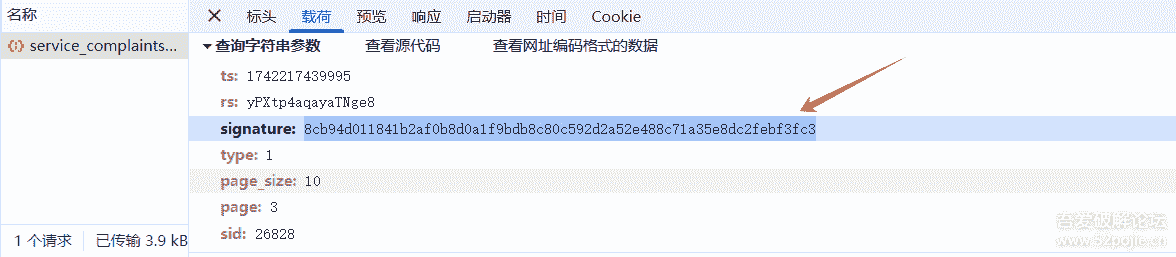 名称
标头 载荷 预览 响应 启动器 时间 Cookie
service_complaints...
查询字符串参数 查看源代码 查看网址编码格式的数据
ts: 1742217439995
rs: yPXtp4aqayaTNge8
signature: 8cb94d011841b2af0b8d0a1f9bdb8c80c592d2a52e488c71a35e8dc2febf3fc3
type: 1
page_size: 10
page: 3
sid: 26828
1 个请求 已传输 3.9 kB
吾爱破解论坛
www.52pojie.cn